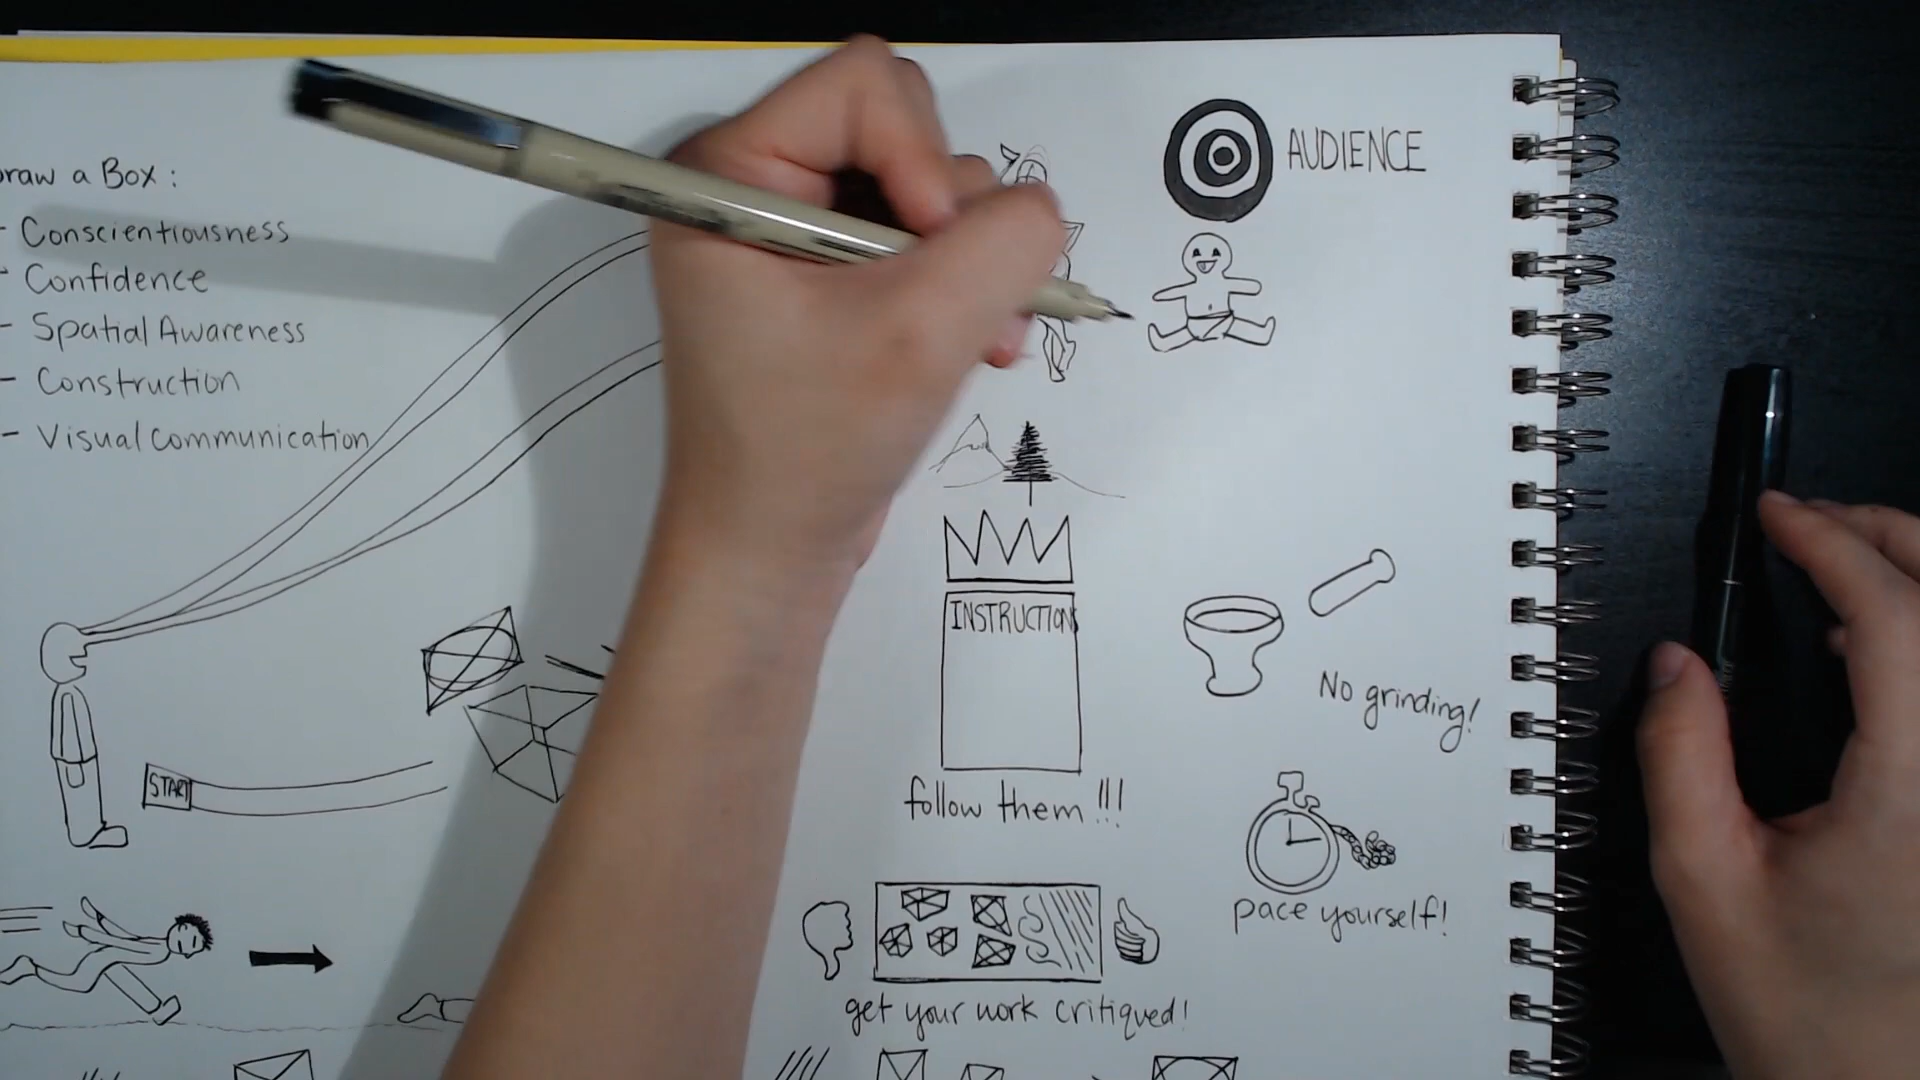 raw a Box:
- Conscientiousness
- Confidence
- Spatial Awareness
- Construction
- Visual Communication
START
AUDIENCE
INSTRUCTIONS
follow them!!!
No grinding!
pace yourself!
get your work critiqued!